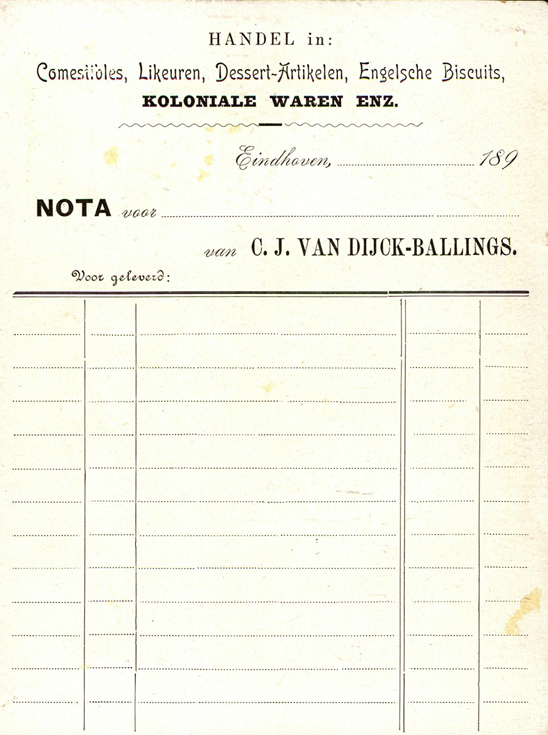 HANDEL in:
Comestibles, Likeuren, Dessert-Artikelen, Engelsche Biscuits,
KOLONIALE WAREN ENZ.
Eindhoven, 189
NOTA voor
van C. J. VAN DIJCK-BALLINGS.
Voor geleverd: